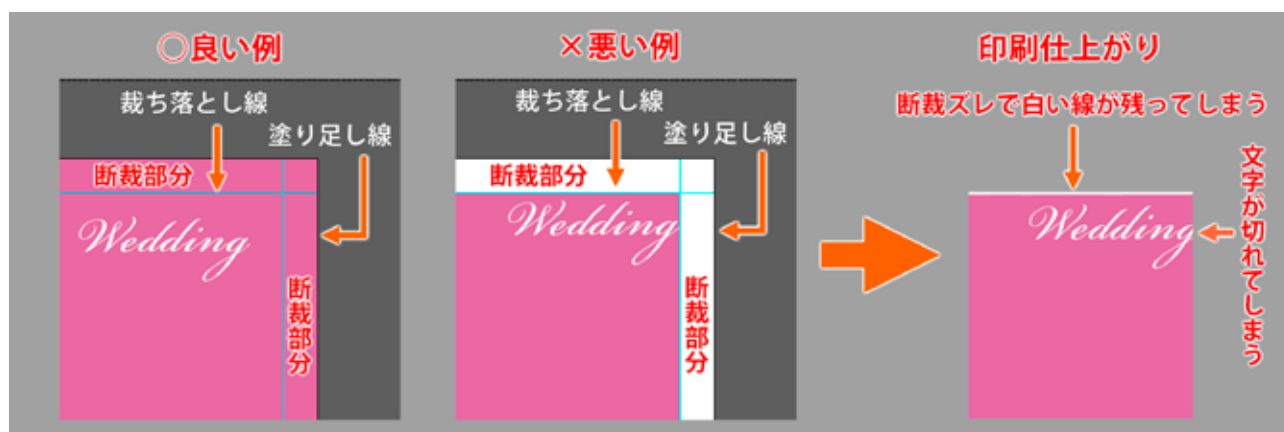 ○良い例
裁ち落とし線
塗り足し線
断裁部分
Wedding
断裁部分
×悪い例
裁ち落とし線
塗り足し線
断裁部分
Wedding
断裁部分
印刷仕上がり
断裁ズレで白い線が残ってしまう
Wedding
文字が切れてしまう